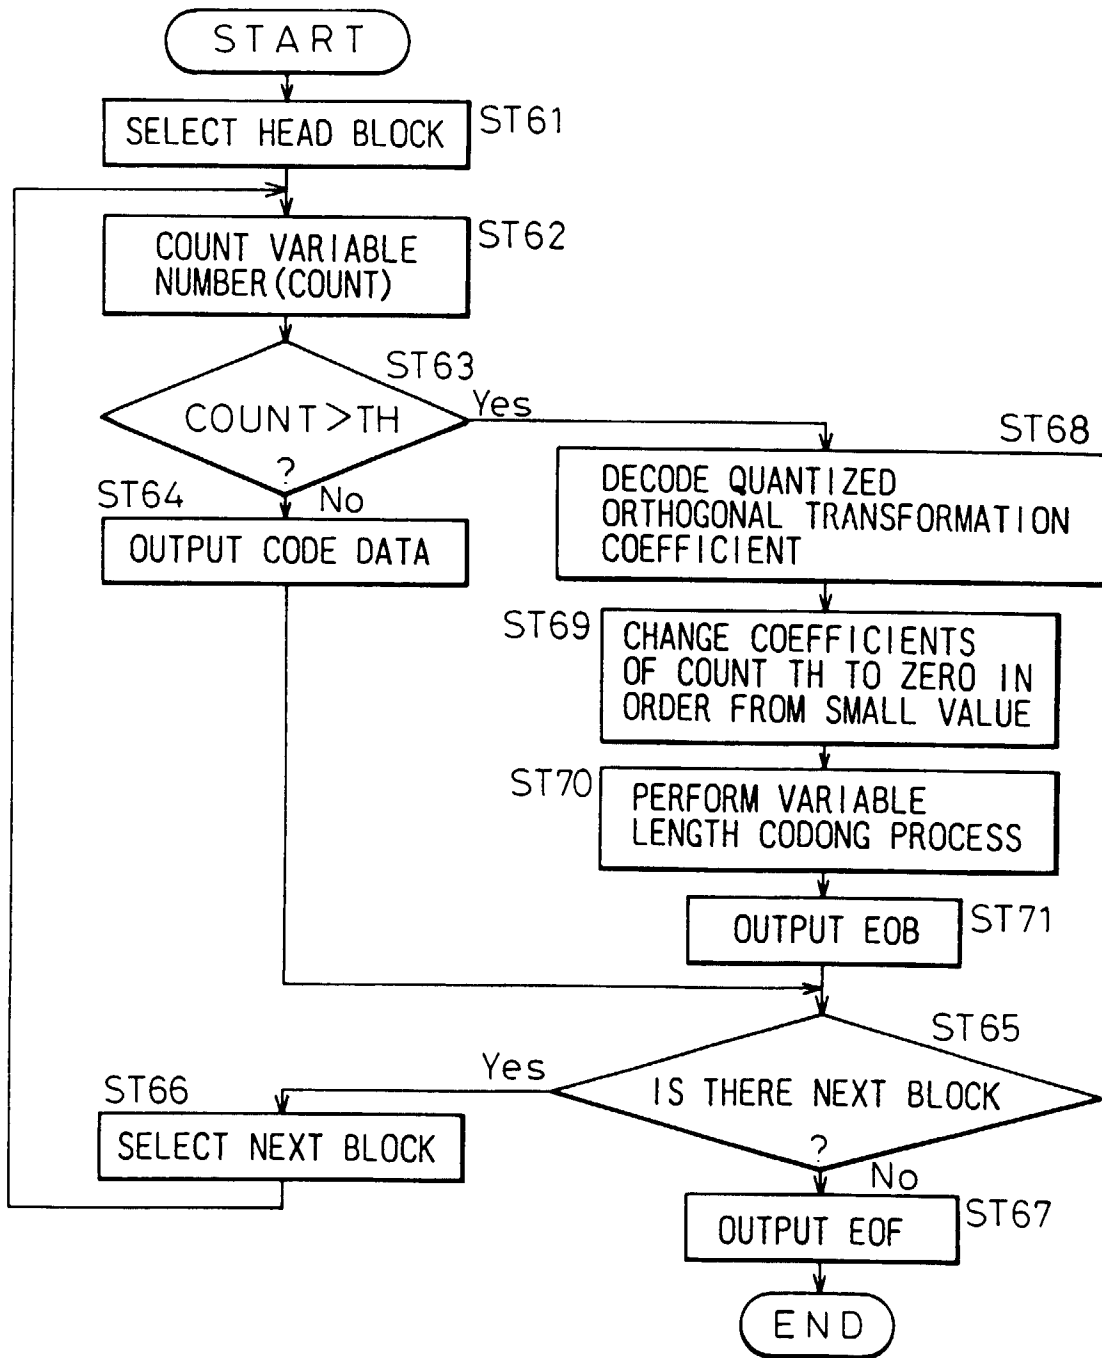 START
SELECT HEAD BLOCK
ST61
COUNT VARIABLE
NUMBER(COUNT)
ST62
ST63
COUNT>TH
?
Yes
No
ST64
OUTPUT CODE DATA
ST68
DECODE QUANTIZED
ORTHOGONAL TRANSFORMATION
COEFFICIENT
ST69
CHANGE COEFFICIENTS
OF COUNT TH TO ZERO IN
ORDER FROM SMALL VALUE
ST70
PERFORM VARIABLE
LENGTH CODONG PROCESS
OUTPUT EOB
ST71
ST65
IS THERE NEXT BLOCK
?
Yes
No
ST66
SELECT NEXT BLOCK
OUTPUT EOF
ST67
END